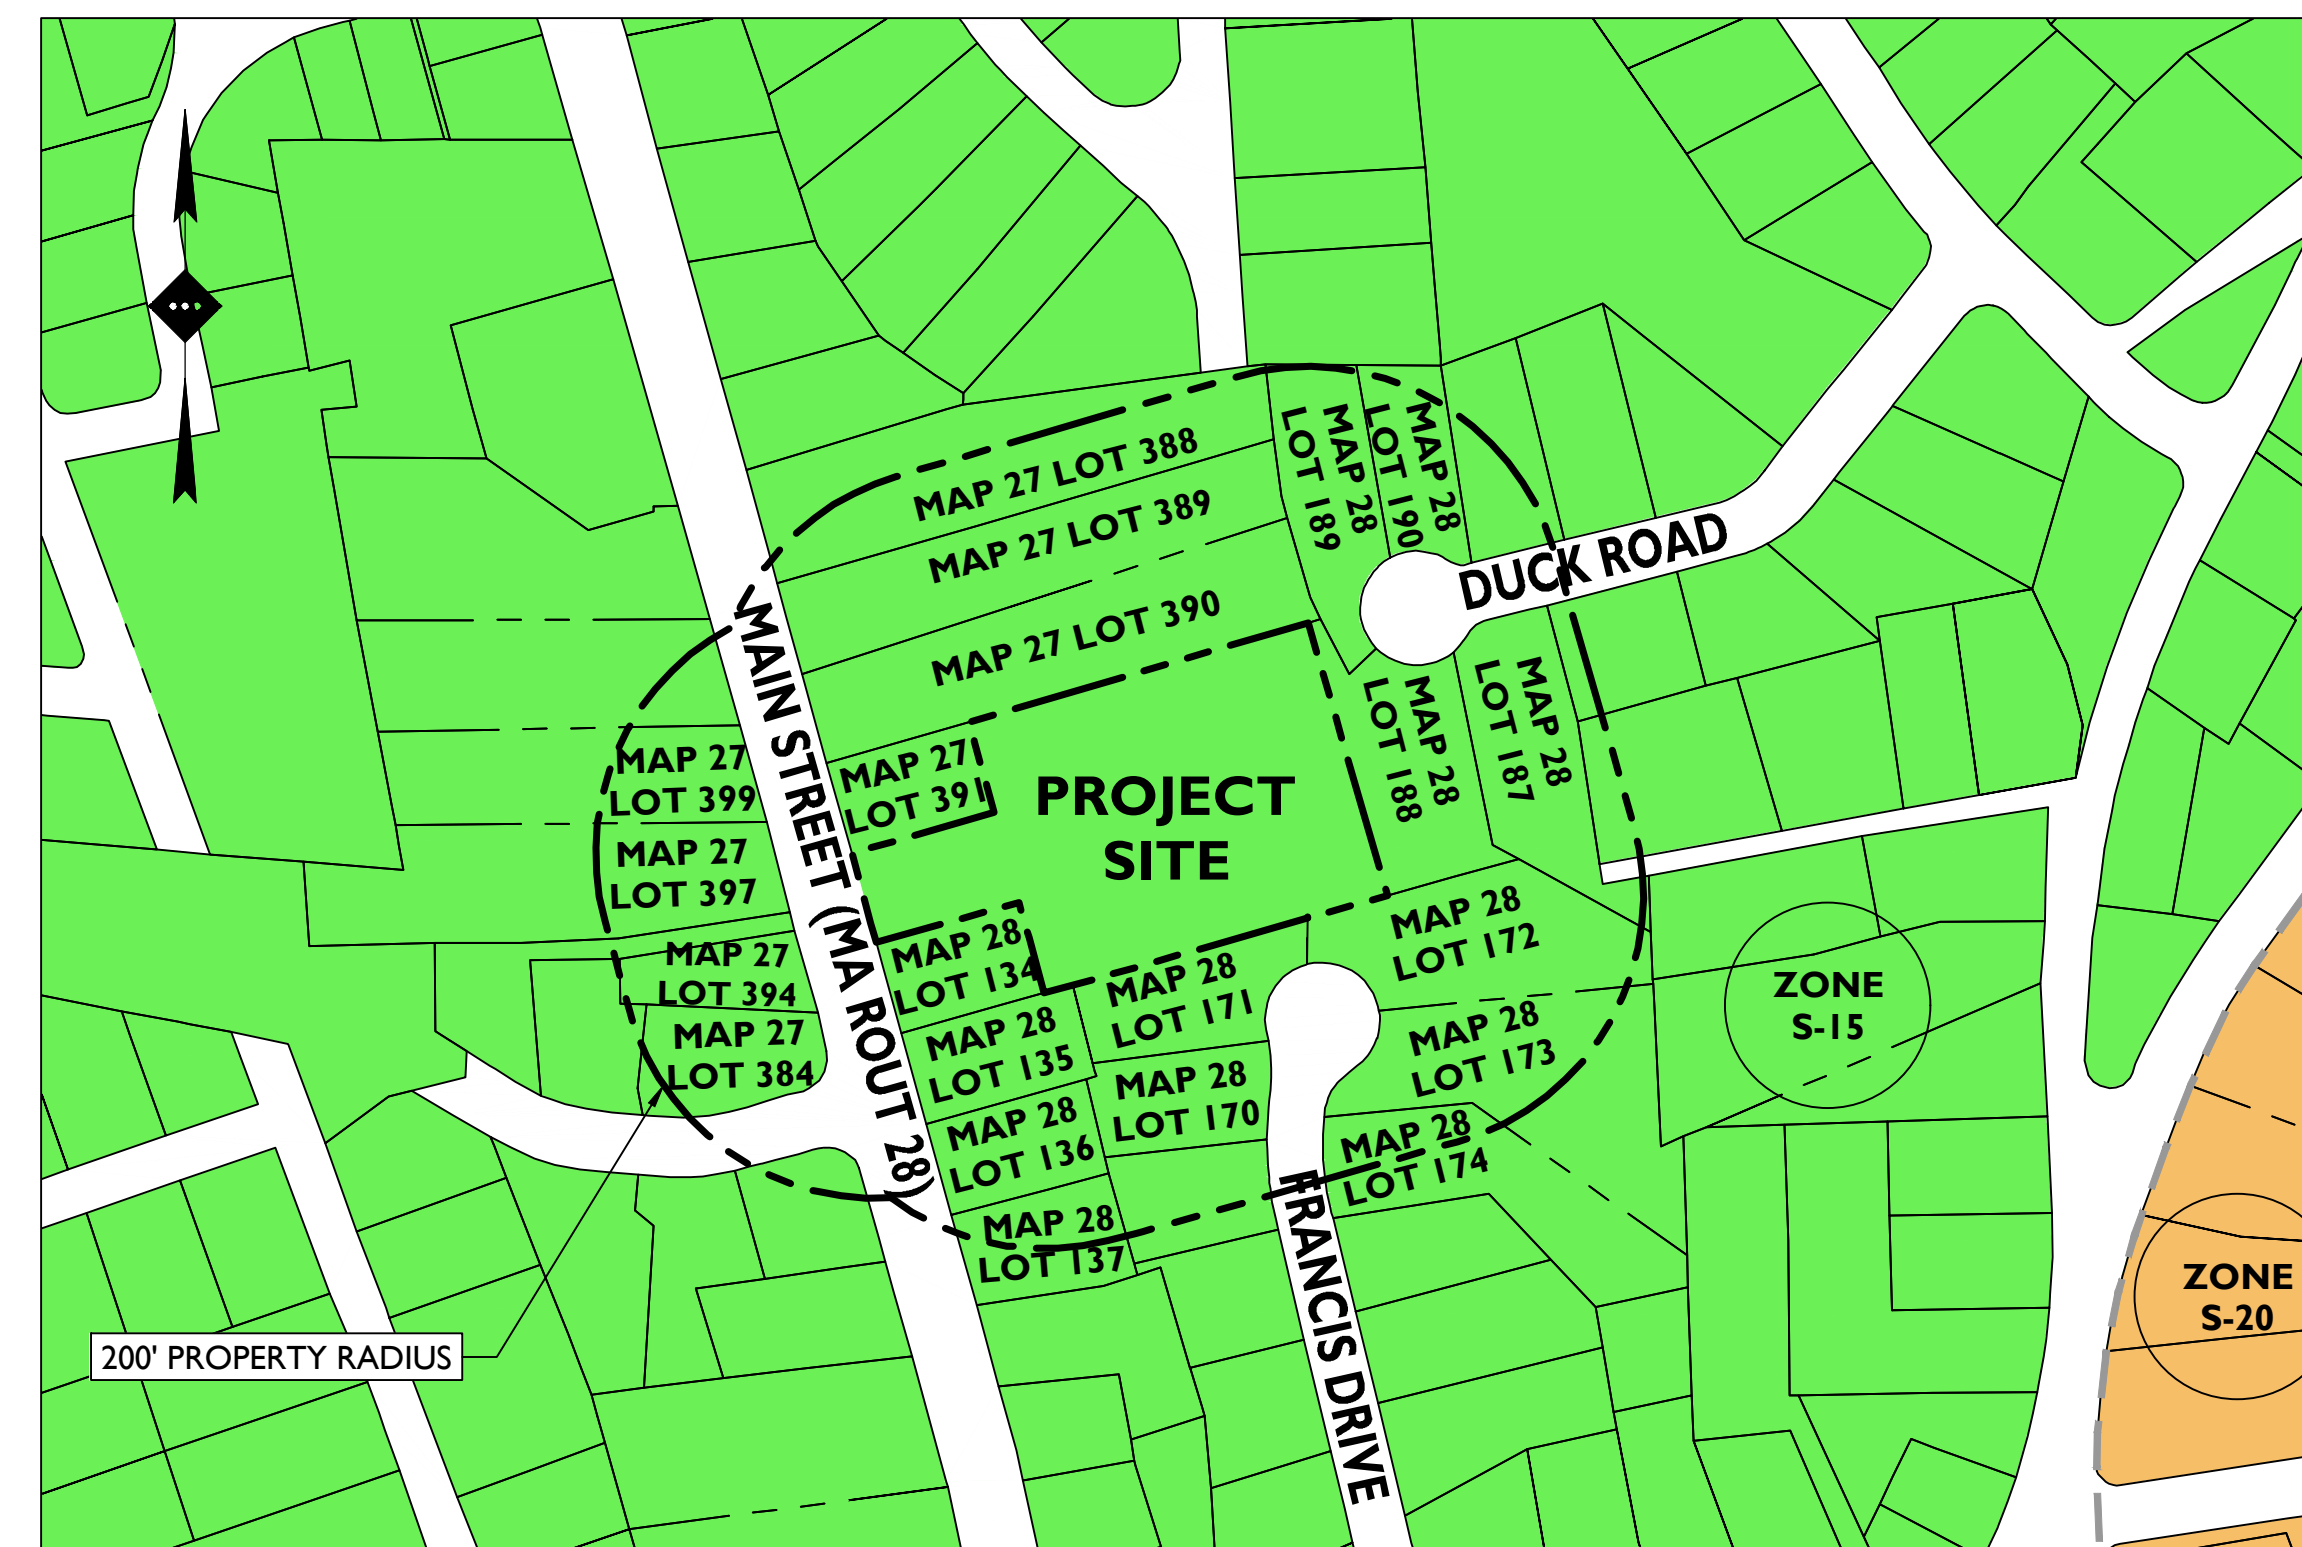 MAP 27 LOT 388
MAP 27 LOT 389
MAP 27 LOT 390
MAP 28
LOT 189
MAP 28
LOT 190
DUCK ROAD
MAIN STREET (MA ROUT 28)
MAP 27
LOT 399
MAP 27
LOT 391
PROJECT
SITE
MAP 28
LOT 188
MAP 28
LOT 187
MAP 27
LOT 397
MAP 27
LOT 394
MAP 27
LOT 384
MAP 28
LOT 134
MAP 28
LOT 171
MAP 28
LOT 172
MAP 28
LOT 135
MAP 28
LOT 170
MAP 28
LOT 173
MAP 28
LOT 136
MAP 28
LOT 174
MAP 28
LOT 137
ZONE
S-15
ZONE
S-20
FRANCIS DRIVE
200' PROPERTY RADIUS